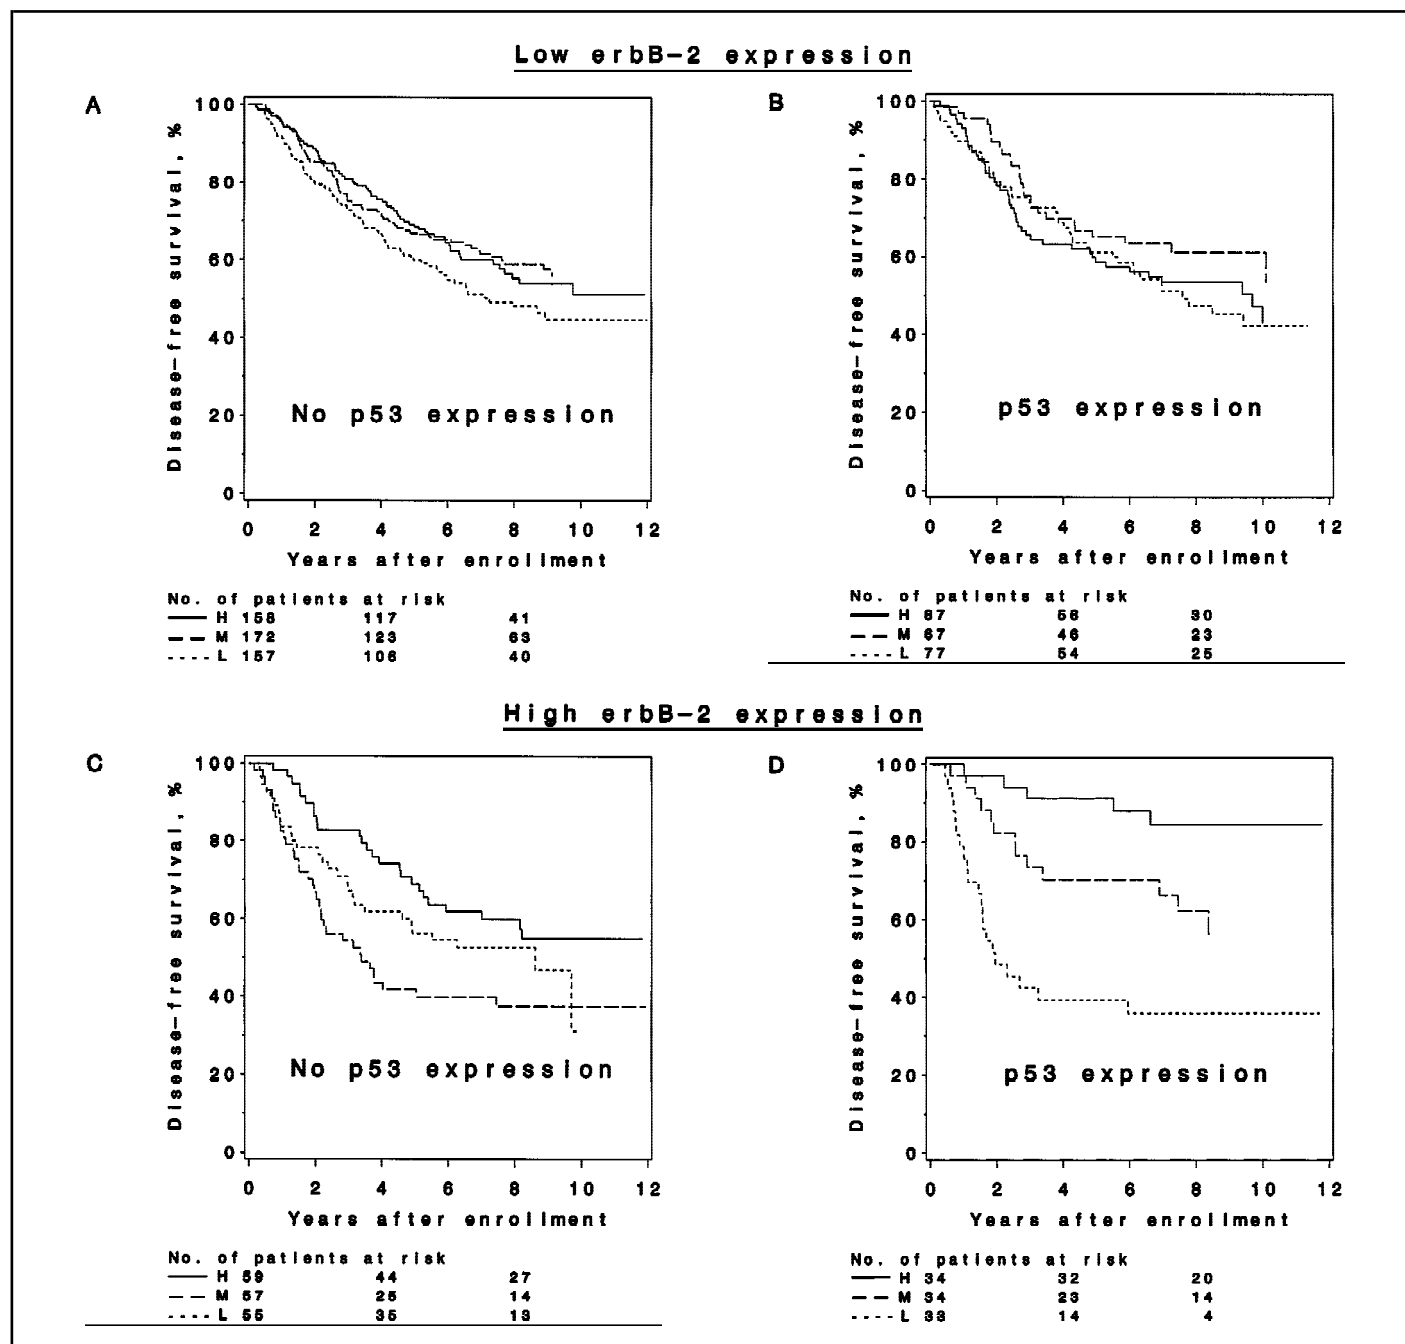 Low erbB-2 expression
A
Disease-free survival, %
100
80
60
40
20
0
No p53 expression
0 2 4 6 8 10 12
Years after enrollment
No. of patients at risk
H 158 117 41
M 172 123 63
L 157 106 40
B
Disease-free survival, %
100
80
60
40
20
0
p53 expression
0 2 4 6 8 10 12
Years after enrollment
No. of patients at risk
H 87 56 30
M 67 46 23
L 77 54 25
High erbB-2 expression
C
Disease-free survival, %
100
80
60
40
20
0
No p53 expression
0 2 4 6 8 10 12
Years after enrollment
No. of patients at risk
H 59 44 27
M 57 25 14
L 55 35 13
D
Disease-free survival, %
100
80
60
40
20
0
p53 expression
0 2 4 6 8 10 12
Years after enrollment
No. of patients at risk
H 34 32 20
M 34 23 14
L 33 14 4